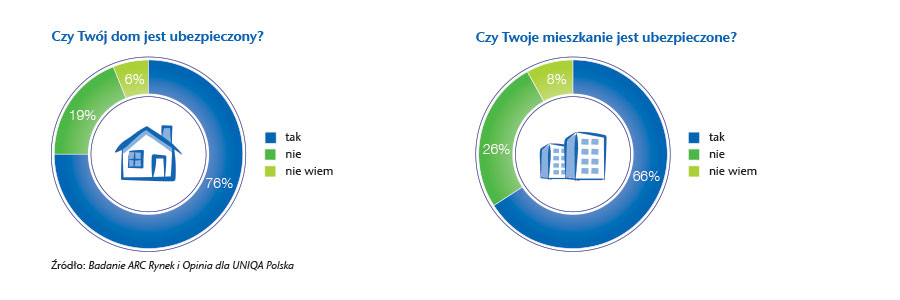 Czy Twój dom jest ubezpieczony?
6%
19%
76%
tak
nie
nie wiem
Źródło: Badanie ARC Rynek i Opinia dla UNIQA Polska
Czy Twoje mieszkanie jest ubezpieczone?
8%
26%
66%
tak
nie
nie wiem